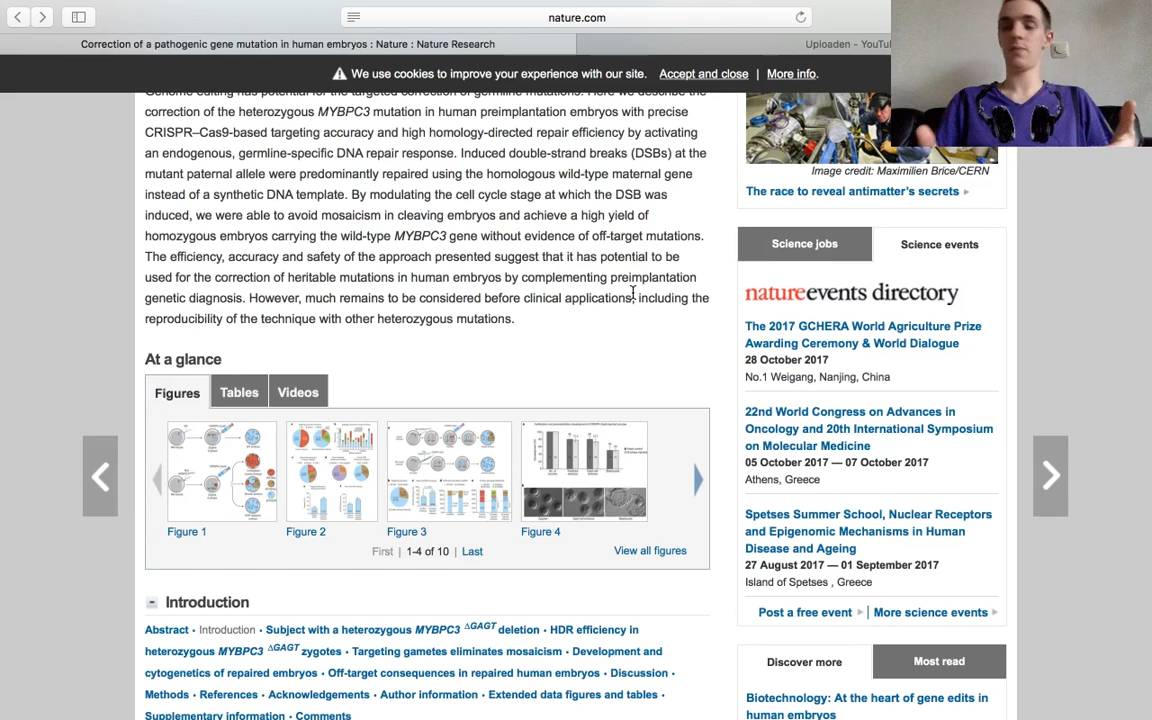 nature.com
Correction of a pathogenic gene mutation in human embryos : Nature : Nature Research
Uploaden - YouTu
We use cookies to improve your experience with our site. Accept and close | More info.
Genome editing has potential for the targeted correction of germline mutations. Here we describe the
correction of the heterozygous MYBPC3 mutation in human preimplantation embryos with precise
CRISPR–Cas9-based targeting accuracy and high homology-directed repair efficiency by activating
an endogenous, germline-specific DNA repair response. Induced double-strand breaks (DSBs) at the
mutant paternal allele were predominantly repaired using the homologous wild-type maternal gene
instead of a synthetic DNA template. By modulating the cell cycle stage at which the DSB was
induced, we were able to avoid mosaicism in cleaving embryos and achieve a high yield of
homozygous embryos carrying the wild-type MYBPC3 gene without evidence of off-target mutations.
The efficiency, accuracy and safety of the approach presented suggest that it has potential to be
used for the correction of heritable mutations in human embryos by complementing preimplantation
genetic diagnosis. However, much remains to be considered before clinical applications, including the
reproducibility of the technique with other heterozygous mutations.
At a glance
Figures
Tables
Videos
Figure 1
Figure 2
Figure 3
Figure 4
First | 1-4 of 10 | Last
View all figures
- Introduction
Abstract • Introduction • Subject with a heterozygous MYBPC3 ΔGAGT deletion • HDR efficiency in
heterozygous MYBPC3 ΔGAGT zygotes • Targeting gametes eliminates mosaicism • Development and
cytogenetics of repaired embryos • Off-target consequences in repaired human embryos • Discussion •
Methods • References • Acknowledgements • Author information • Extended data figures and tables •
Supplementary information • Comments
Image credit: Maximilien Brice/CERN
The race to reveal antimatter's secrets
Science jobs
Science events
natureevents directory
The 2017 GCHERA World Agriculture Prize
Awarding Ceremony & World Dialogue
28 October 2017
No.1 Weigang, Nanjing, China
22nd World Congress on Advances in
Oncology and 20th International Symposium
on Molecular Medicine
05 October 2017 — 07 October 2017
Athens, Greece
Spetses Summer School, Nuclear Receptors
and Epigenomic Mechanisms in Human
Disease and Ageing
27 August 2017 — 01 September 2017
Island of Spetses , Greece
Post a free event
More science events
Discover more
Most read
Biotechnology: At the heart of gene edits in
human embryos